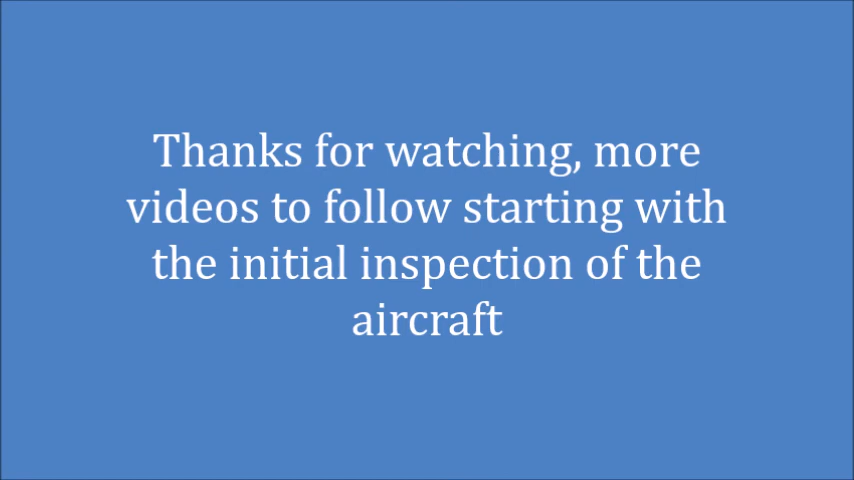 Thanks for watching, more
videos to follow starting with
the initial inspection of the
aircraft